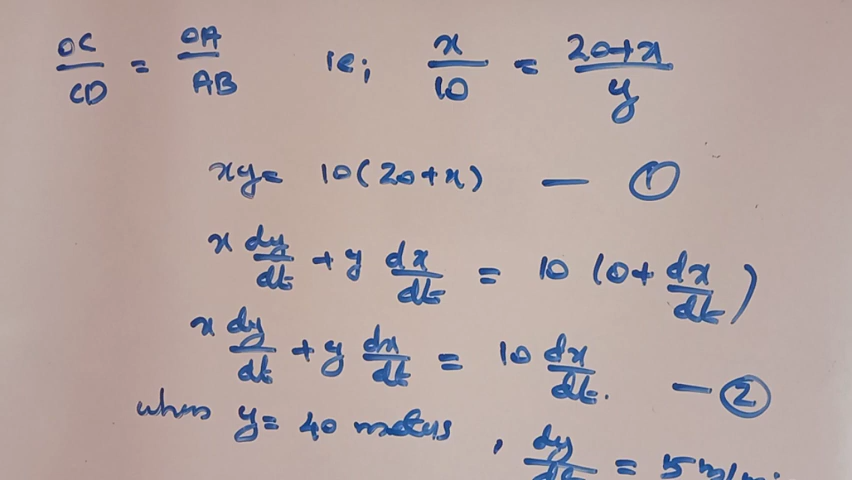 OC/CD = OA/AB ie; x/10 = 20+x/y
xy= 10(20+x) — ①
x dy/dt + y dx/dt = 10 (0+ dx/dt)
x dy/dt + y dx/dt = 10 dx/dt. — ②
when y= 40 meters, dy/dt = 5 m/min